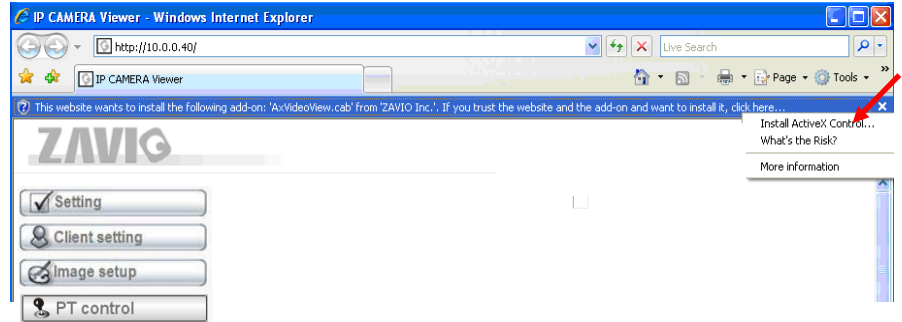 IP CAMERA Viewer - Windows Internet Explorer
http://10.0.0.40/
Live Search
IP CAMERA Viewer
Page
Tools
»
This website wants to install the following add-on: 'AxVideoView.cab' from 'ZAVIO Inc.'. If you trust the website and the add-on and want to install it, click here...
Install ActiveX Control...
What's the Risk?
More information
ZAVIO
Setting
Client setting
Image setup
PT control